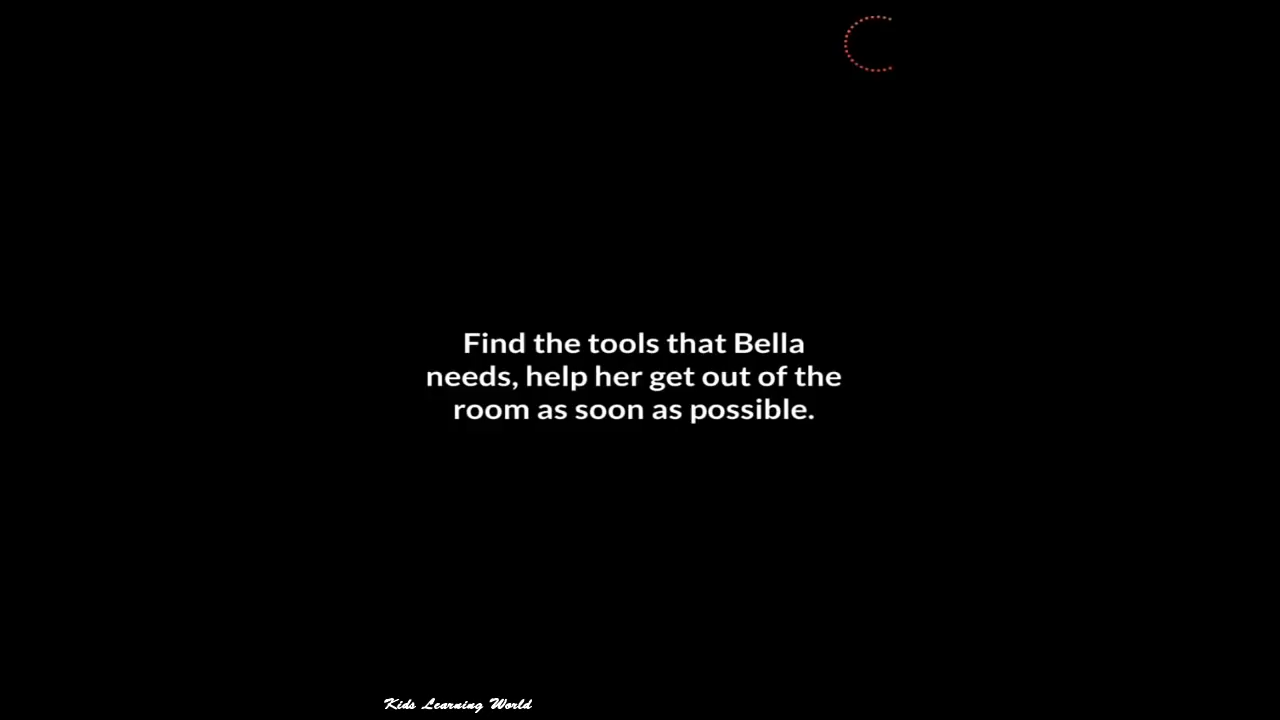 Find the tools that Bella
needs, help her get out of the
room as soon as possible.
Kids Learning World